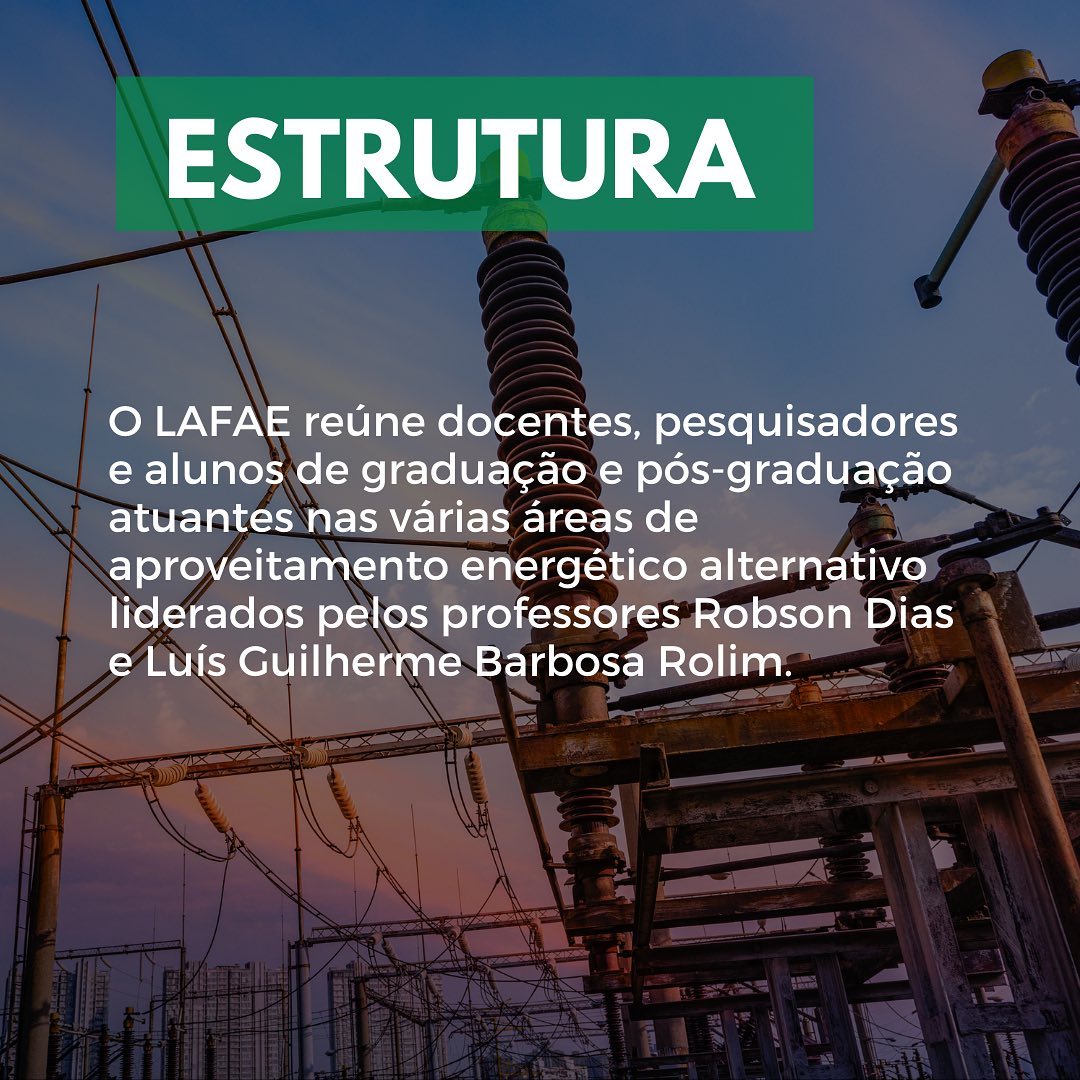 ESTRUTURA
O LAFAE reúne docentes, pesquisadores
e alunos de graduação e pós-graduação
atuantes nas várias áreas de
aproveitamento energético alternativo
liderados pelos professores Robson Dias
e Luís Guilherme Barbosa Rolim.